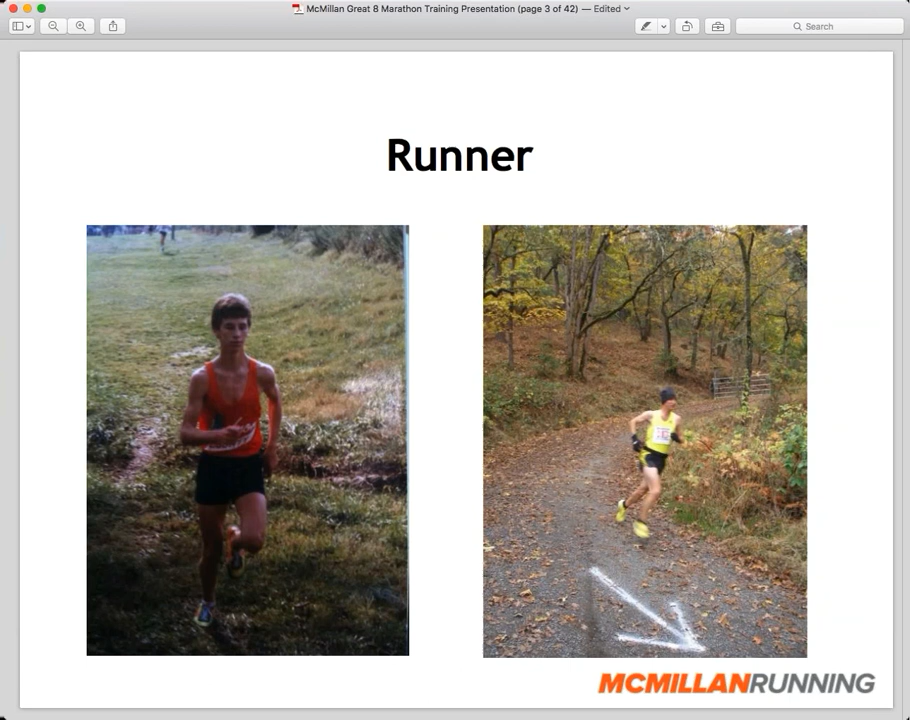 McMillan Great 8 Marathon Training Presentation (page 3 of 42) — Edited
Search
Runner
MCMILLANRUNNING